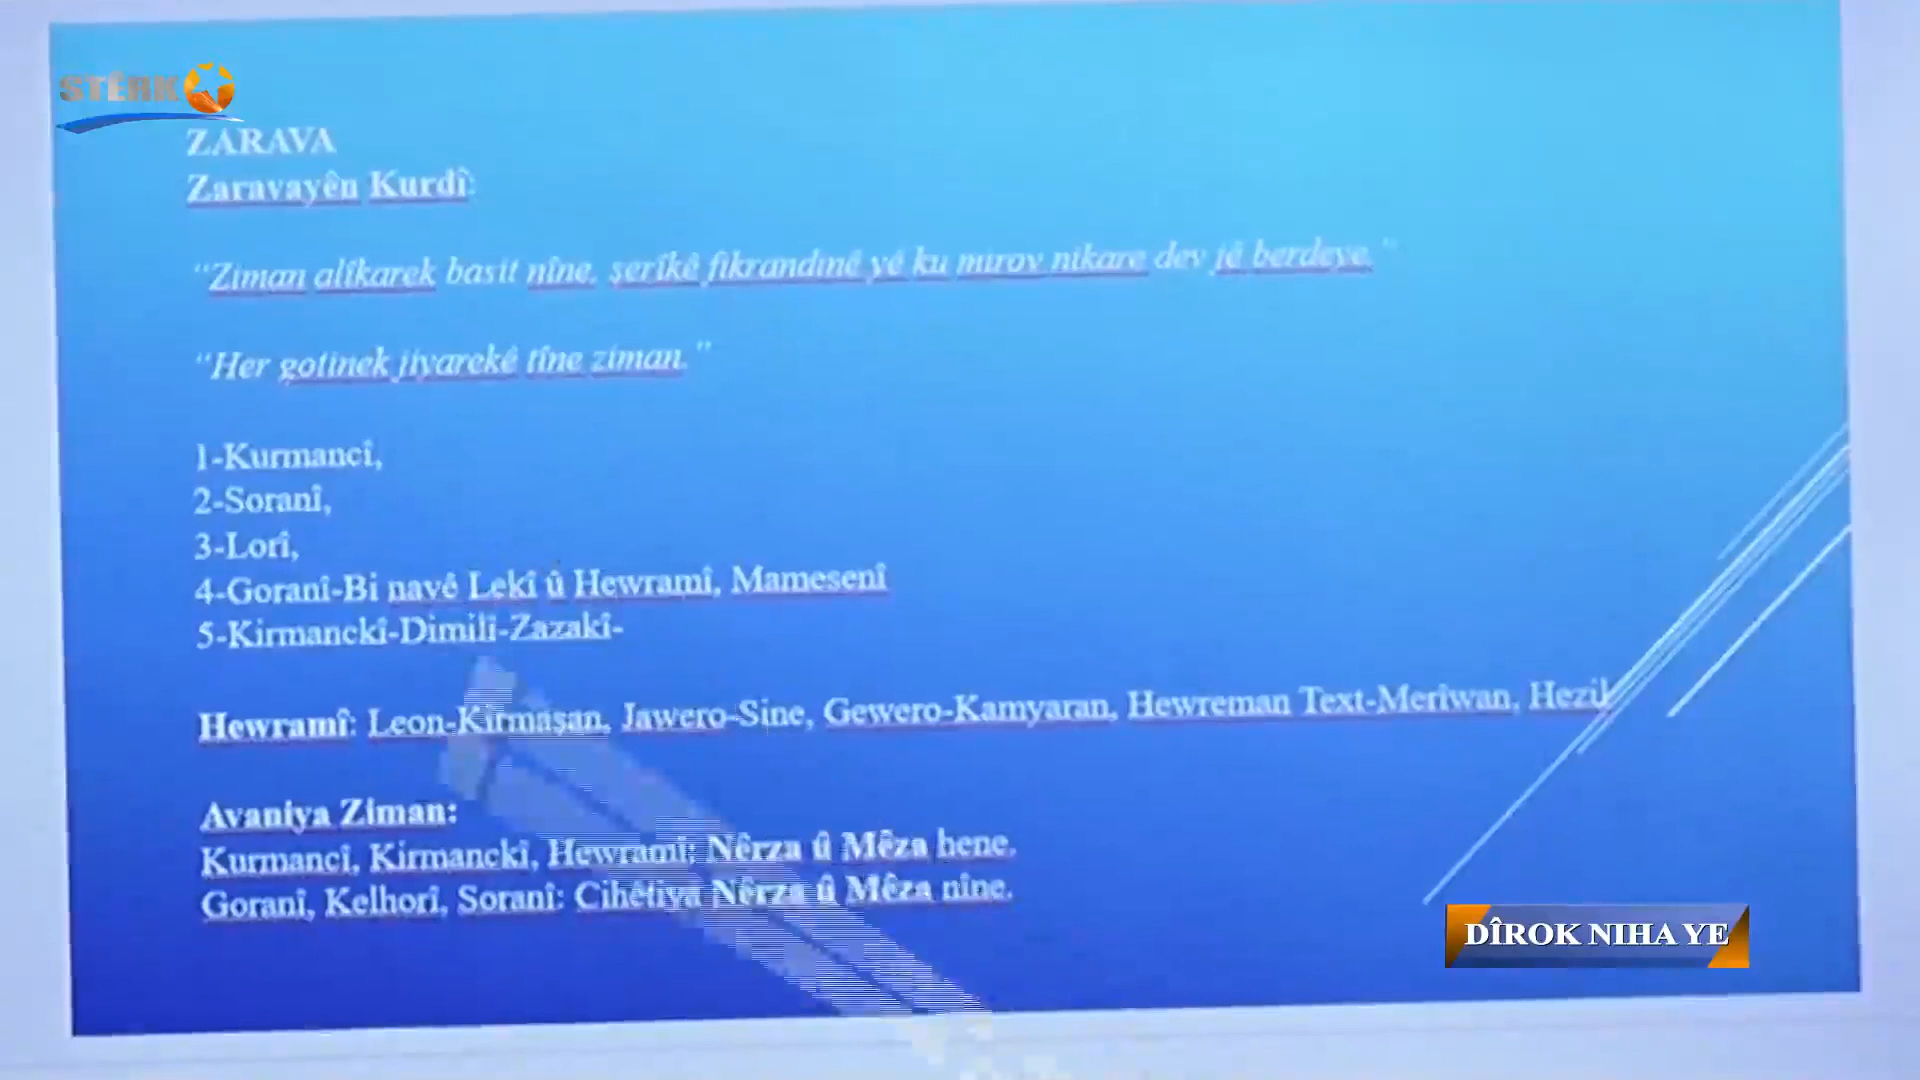 STÊRK
ZARAVA
Zaravayên Kurdî:
“Ziman alîkarek basit nîne, şerîkê fikrandinê yê ku mirov nikare dev jê berdeye.”
“Her gotinek jiyarekê tîne ziman.”
1-Kurmancî,
2-Soranî,
3-Lorî,
4-Goranî-Bi navê Lekî û Hewramî, Mamesenî
5-Kirmanckî-Dimilî-Zazakî-
Hewramî: Leon-Kirmaşan, Jawero-Sine, Gewero-Kamyaran, Hewreman Text-Merîwan, Hezil
Avaniya Ziman:
Kurmancî, Kirmanckî, Hewramî: Nêrza û Mêza hene.
Goranî, Kelhorî, Soranî: Cihêtiya Nêrza û Mêza nîne.
DÎROK NIHA YE